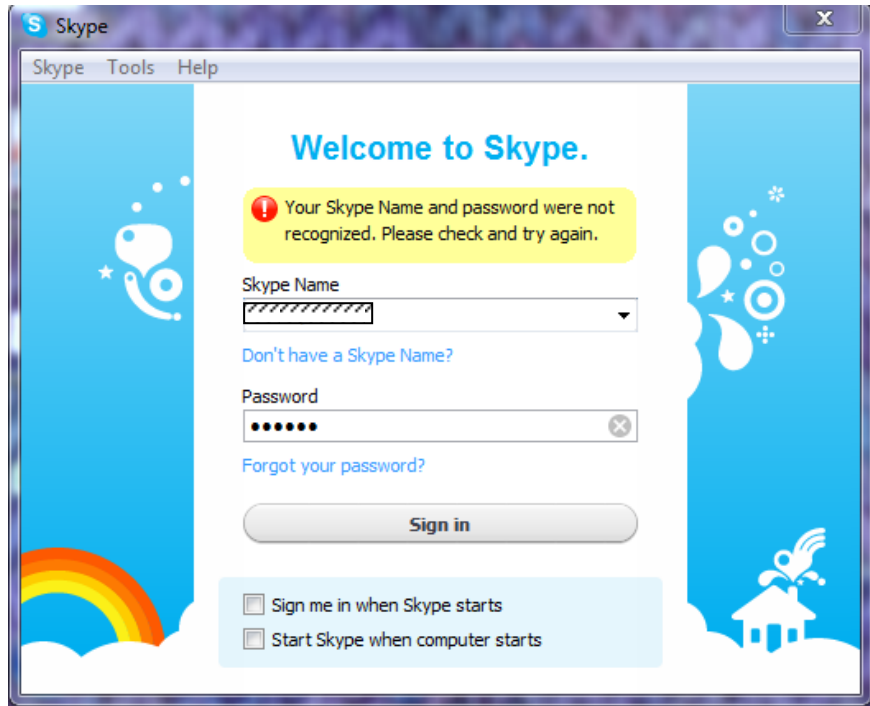 Skype
Skype Tools Help
Welcome to Skype.
Your Skype Name and password were not
recognized. Please check and try again.
Skype Name
Don't have a Skype Name?
Password
Forgot your password?
Sign in
Sign me in when Skype starts
Start Skype when computer starts